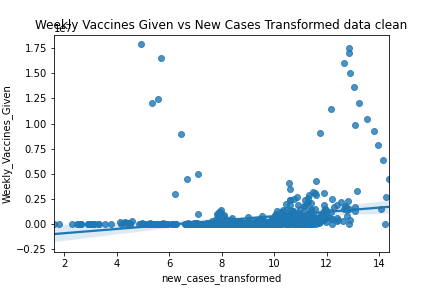 Weekly Vaccines Given vs New Cases Transformed data clean
1e7
1.75
1.50
1.25
1.00
0.75
0.50
0.25
0.00
−0.25
Weekly_Vaccines_Given
2 4 6 8 10 12 14
new_cases_transformed